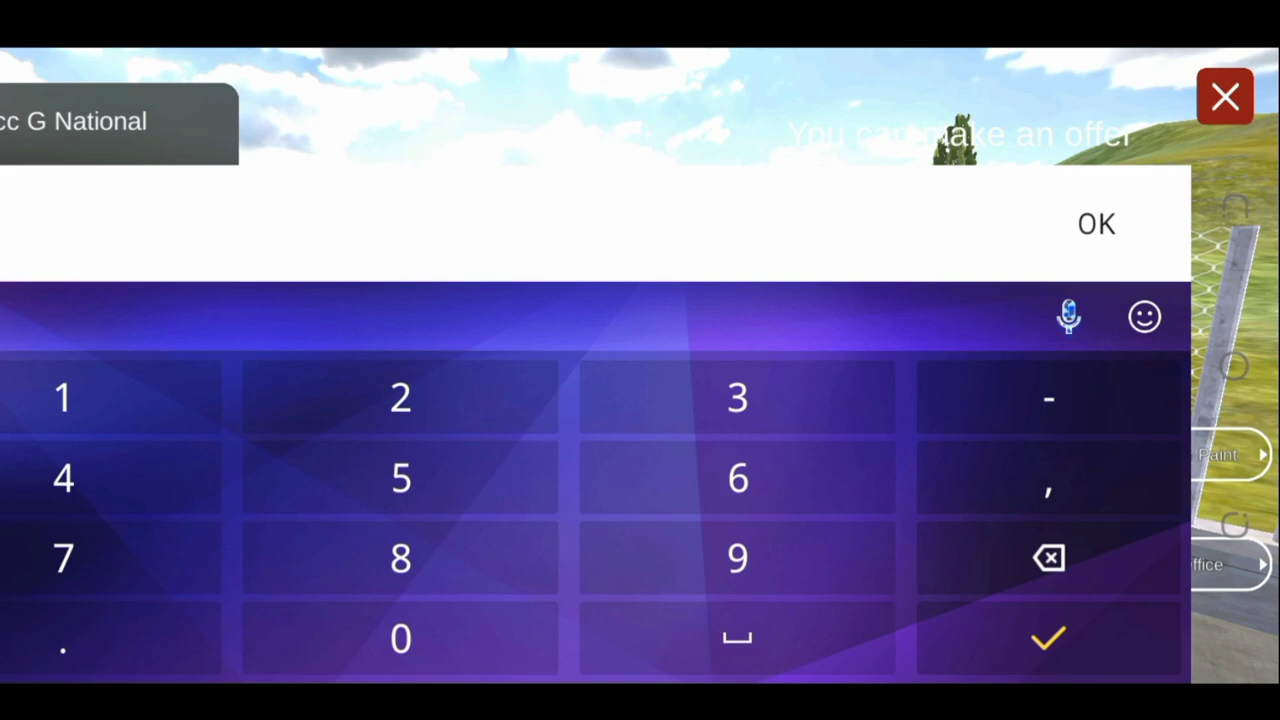 cc G National
You can make an offer
OK
1 2 3 -
4 5 6 ,
7 8 9
. 0
Paint
ffice